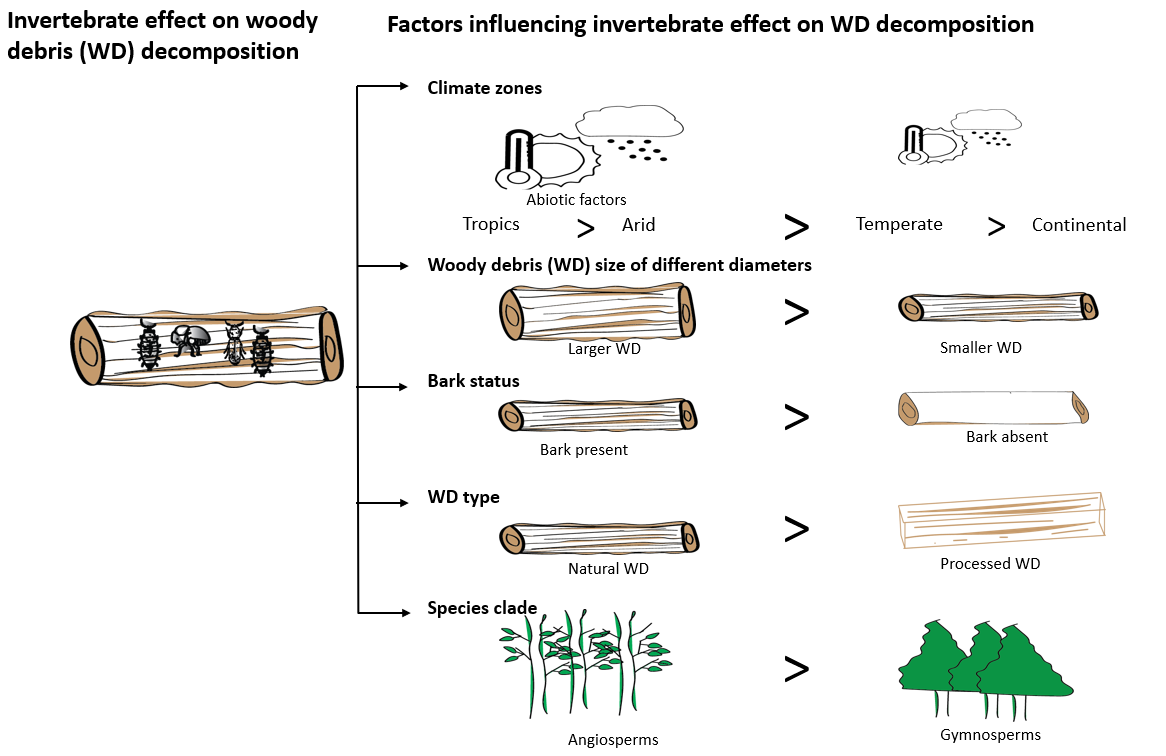 Invertebrate effect on woody
debris (WD) decomposition
Factors influencing invertebrate effect on WD decomposition
Climate zones
Abiotic factors
Tropics > Arid > Temperate > Continental
Woody debris (WD) size of different diameters
>
Larger WD Smaller WD
Bark status
>
Bark present Bark absent
WD type
>
Natural WD Processed WD
Species clade
>
Angiosperms Gymnosperms